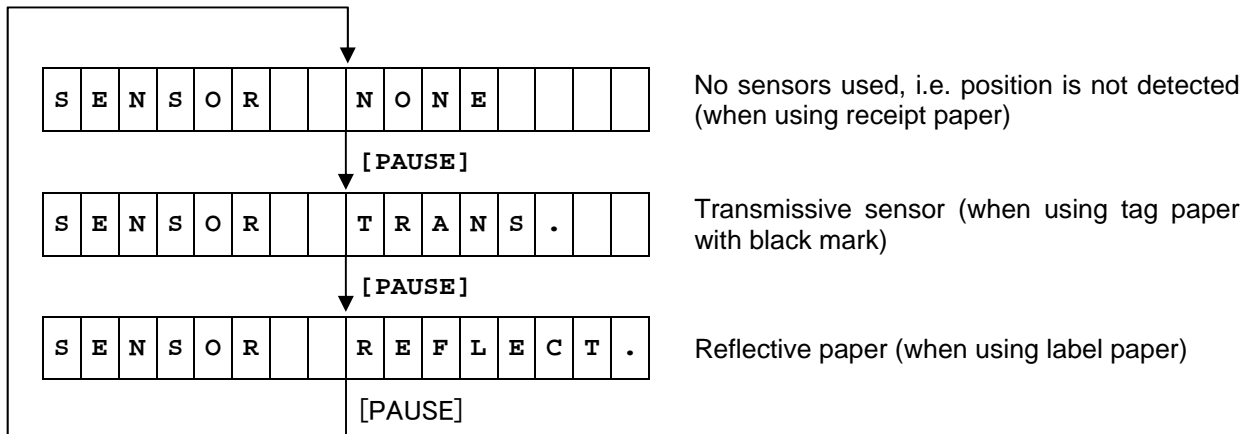 SENSOR NONE
No sensors used, i.e. position is not detected
(when using receipt paper)
[PAUSE]
SENSOR TRANS.
Transmissive sensor (when using tag paper
with black mark)
[PAUSE]
SENSOR REFLECT.
Reflective paper (when using label paper)
[PAUSE]